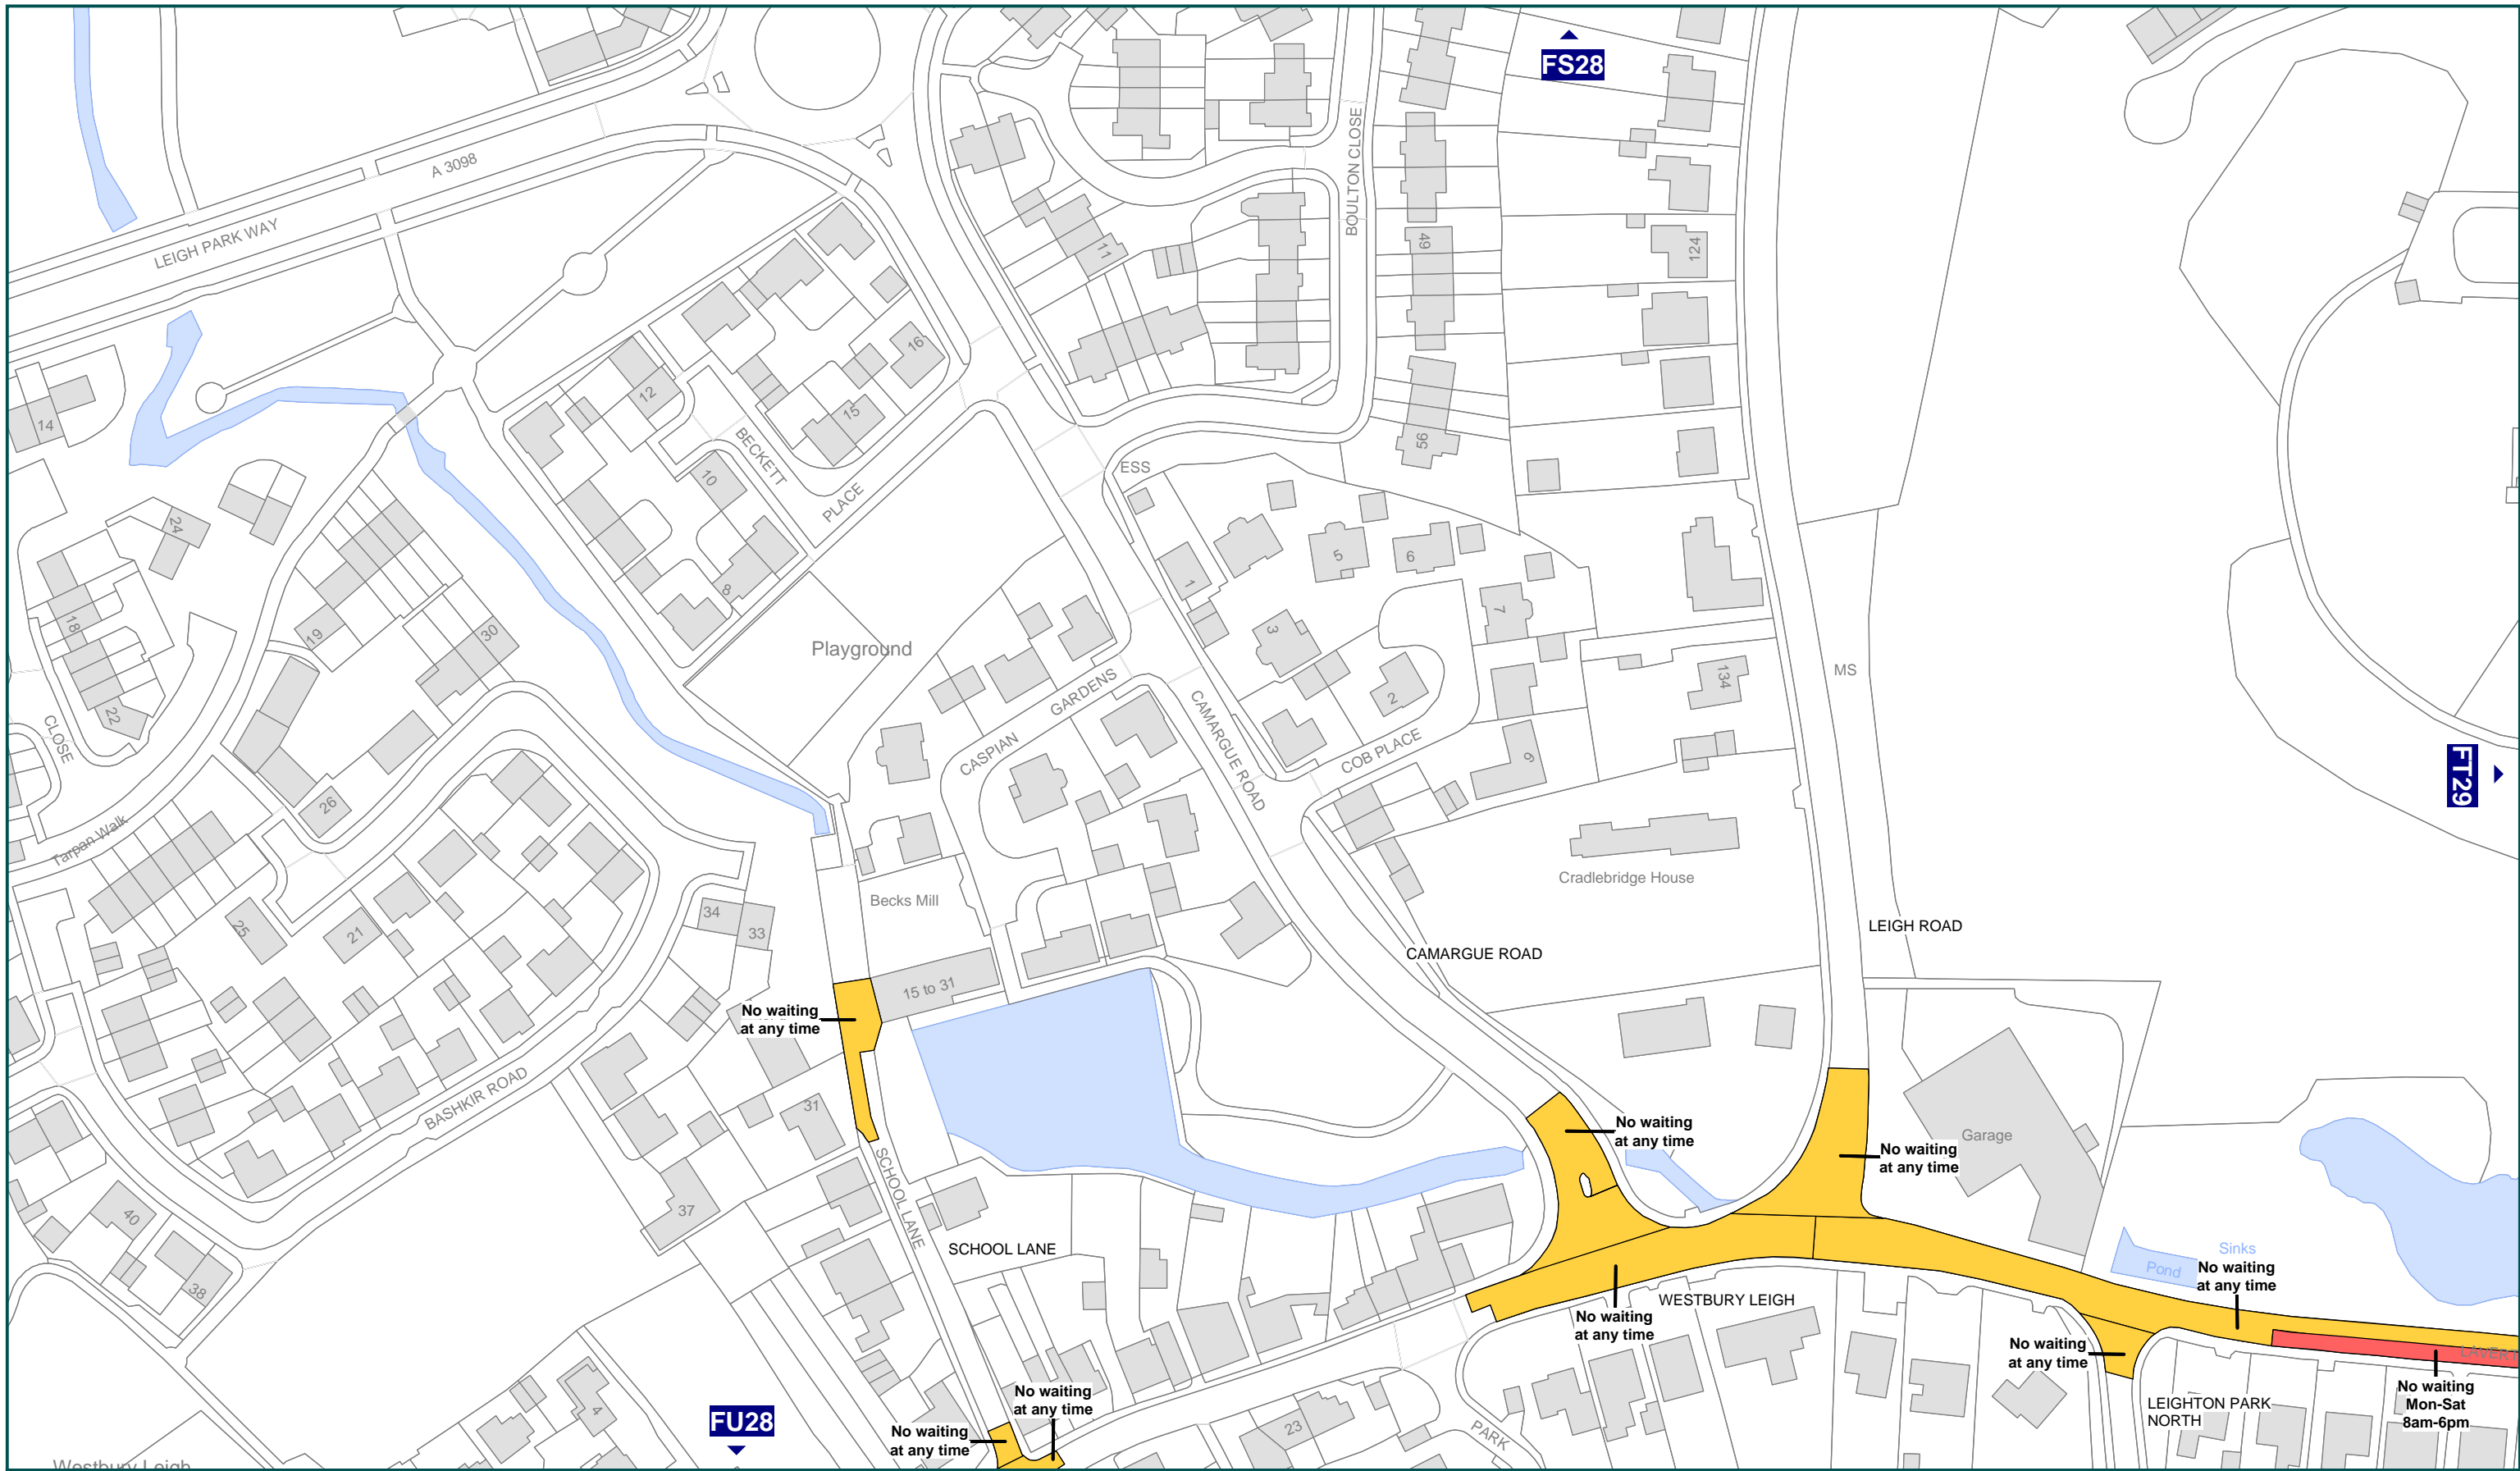 FS28
A 3098
LEIGH PARK WAY
BOULTON CLOSE
11
49
124
16
12
15
14
BECKETT
PLACE
56
ESS
10
24
5
6
1
7
8
3
19
30
18
Playground
22
CLOSE
2
134
MS
GARDENS
CASPIAN
CAMARGUE ROAD
COB PLACE
9
FT29
26
Tarpan Walk
Cradlebridge House
Becks Mill
34
33
25
21
LEIGH ROAD
CAMARGUE ROAD
15 to 31
No waiting
at any time
BASHKIR ROAD
31
No waiting
at any time
Garage
No waiting
at any time
SCHOOL LANE
37
40
38
SCHOOL LANE
Sinks
Pond
No waiting
at any time
WESTBURY LEIGH
No waiting
at any time
No waiting
at any time
LAVERT
No waiting
Mon-Sat
8am-6pm
LEIGHTON PARK
NORTH
4
No waiting
at any time
FU28
No waiting
at any time
23
PARK
Westbury Leigh